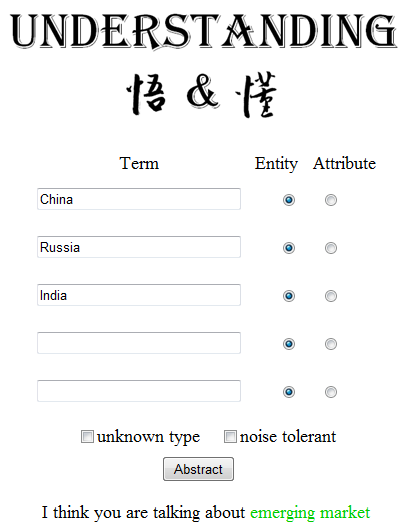 UNDERSTANDING
悟 & 懂
Term Entity Attribute
China
Russia
India
unknown type noise tolerant
Abstract
I think you are talking about emerging market